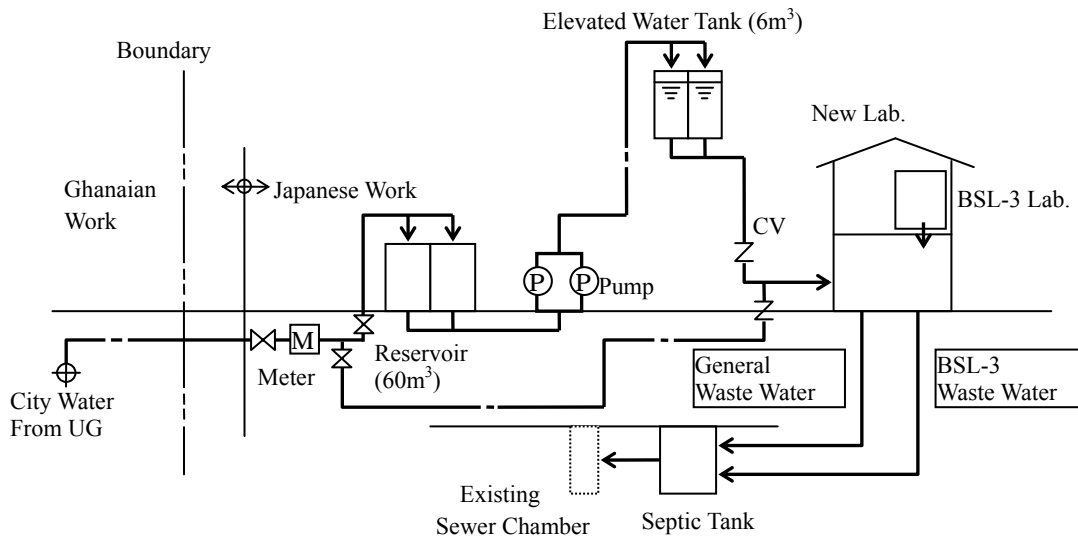 Elevated Water Tank (6m³)
Boundary
New Lab.
Ghanaian
Work
Japanese Work
BSL-3 Lab.
CV
P
P
Pump
M
Meter
Reservoir
(60m³)
General
Waste Water
BSL-3
Waste Water
City Water
From UG
Existing
Sewer Chamber
Septic Tank